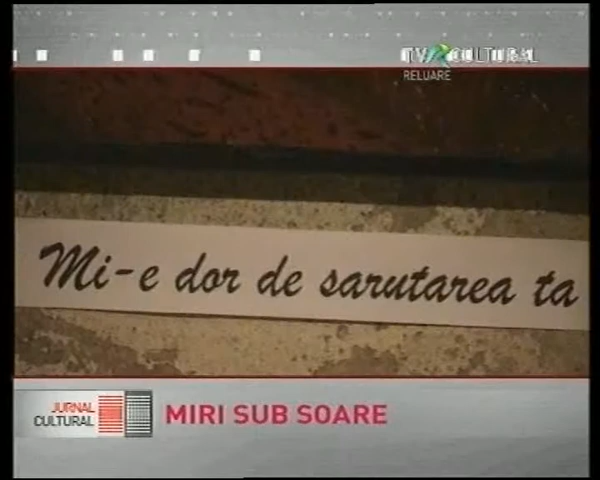 TVR CULTURAL
RELUARE
Mi-e dor de sarutarea ta
JURNAL
CULTURAL
MIRI SUB SOARE